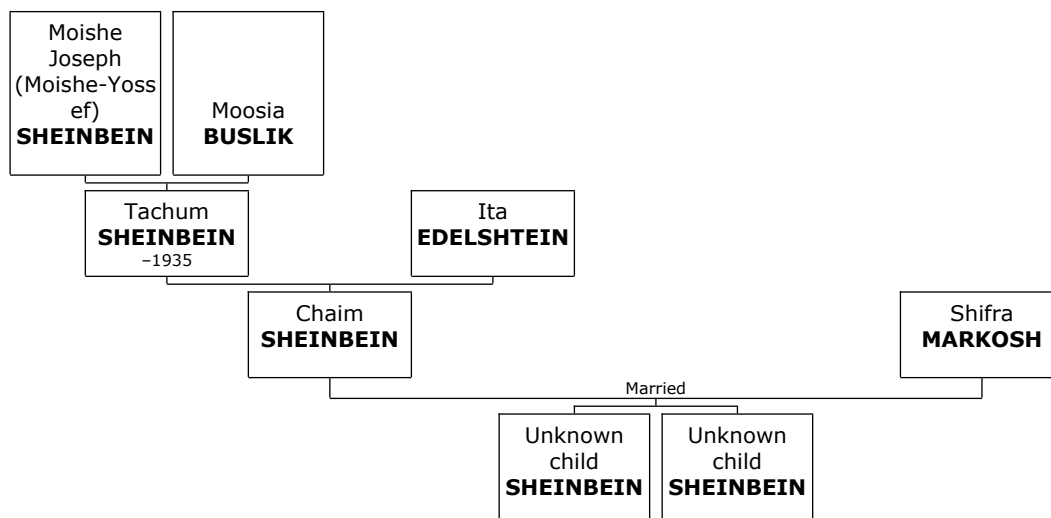 Moishe
Joseph
(Moishe-Yoss
ef)
SHEINBEIN
Moosia
BUSLIK
Tachum
SHEINBEIN
–1935
Ita
EDELSHTEIN
Chaim
SHEINBEIN
Shifra
MARKOSH
Married
Unknown
child
SHEINBEIN
Unknown
child
SHEINBEIN